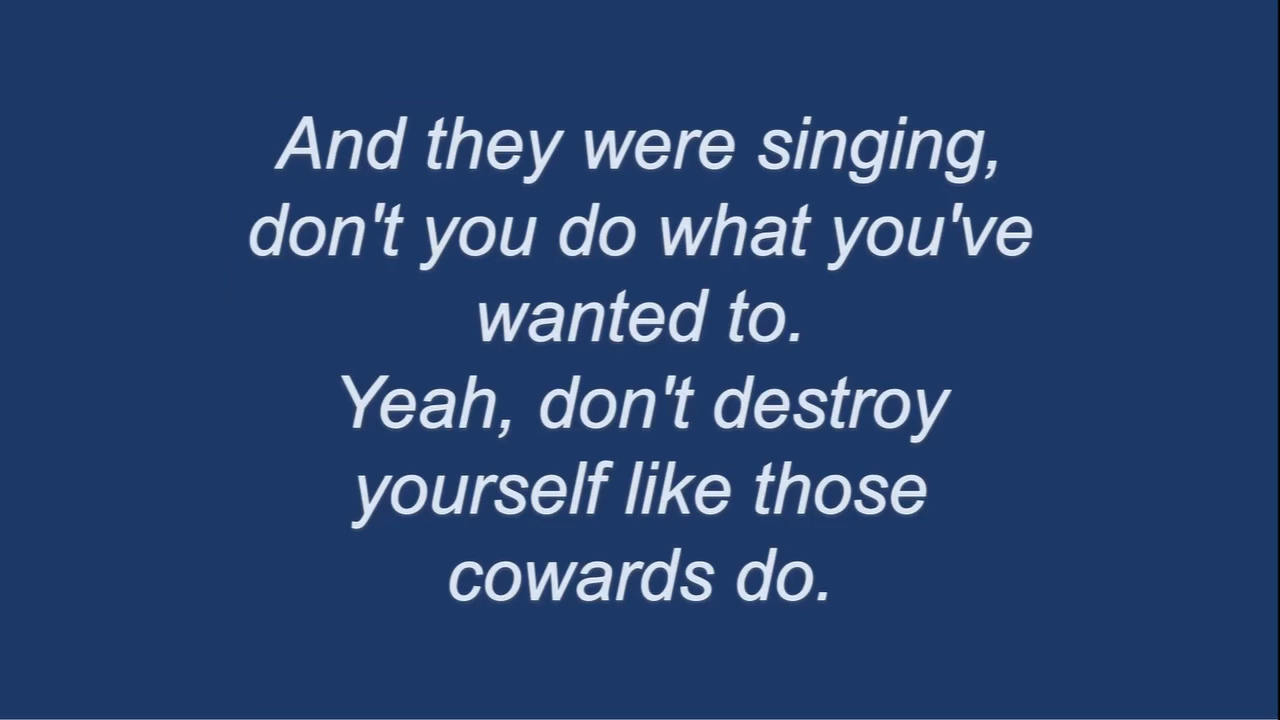 And they were singing,
don't you do what you've
wanted to.
Yeah, don't destroy
yourself like those
cowards do.